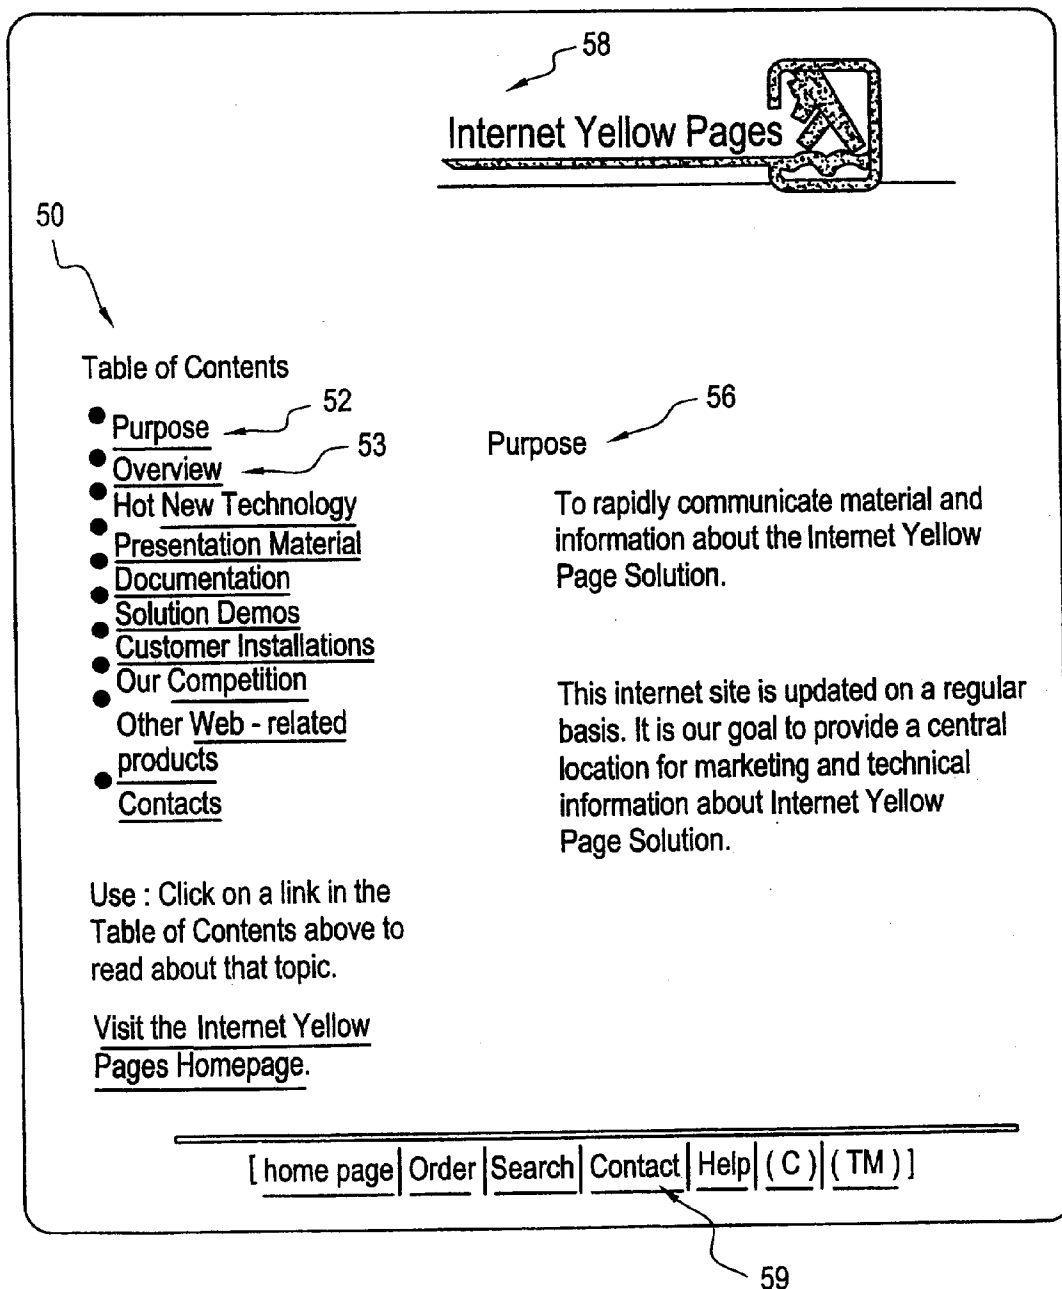 58
Internet Yellow Pages
50
Table of Contents
Purpose
52
Overview
53
Hot New Technology
Presentation Material
Documentation
Solution Demos
Customer Installations
Our Competition
Other Web - related
products
Contacts
Use : Click on a link in the
Table of Contents above to
read about that topic.
Visit the Internet Yellow
Pages Homepage.
56
Purpose
To rapidly communicate material and
information about the Internet Yellow
Page Solution.
This internet site is updated on a regular
basis. It is our goal to provide a central
location for marketing and technical
information about Internet Yellow
Page Solution.
[ home page | Order | Search | Contact | Help | ( C ) | ( TM ) ]
59